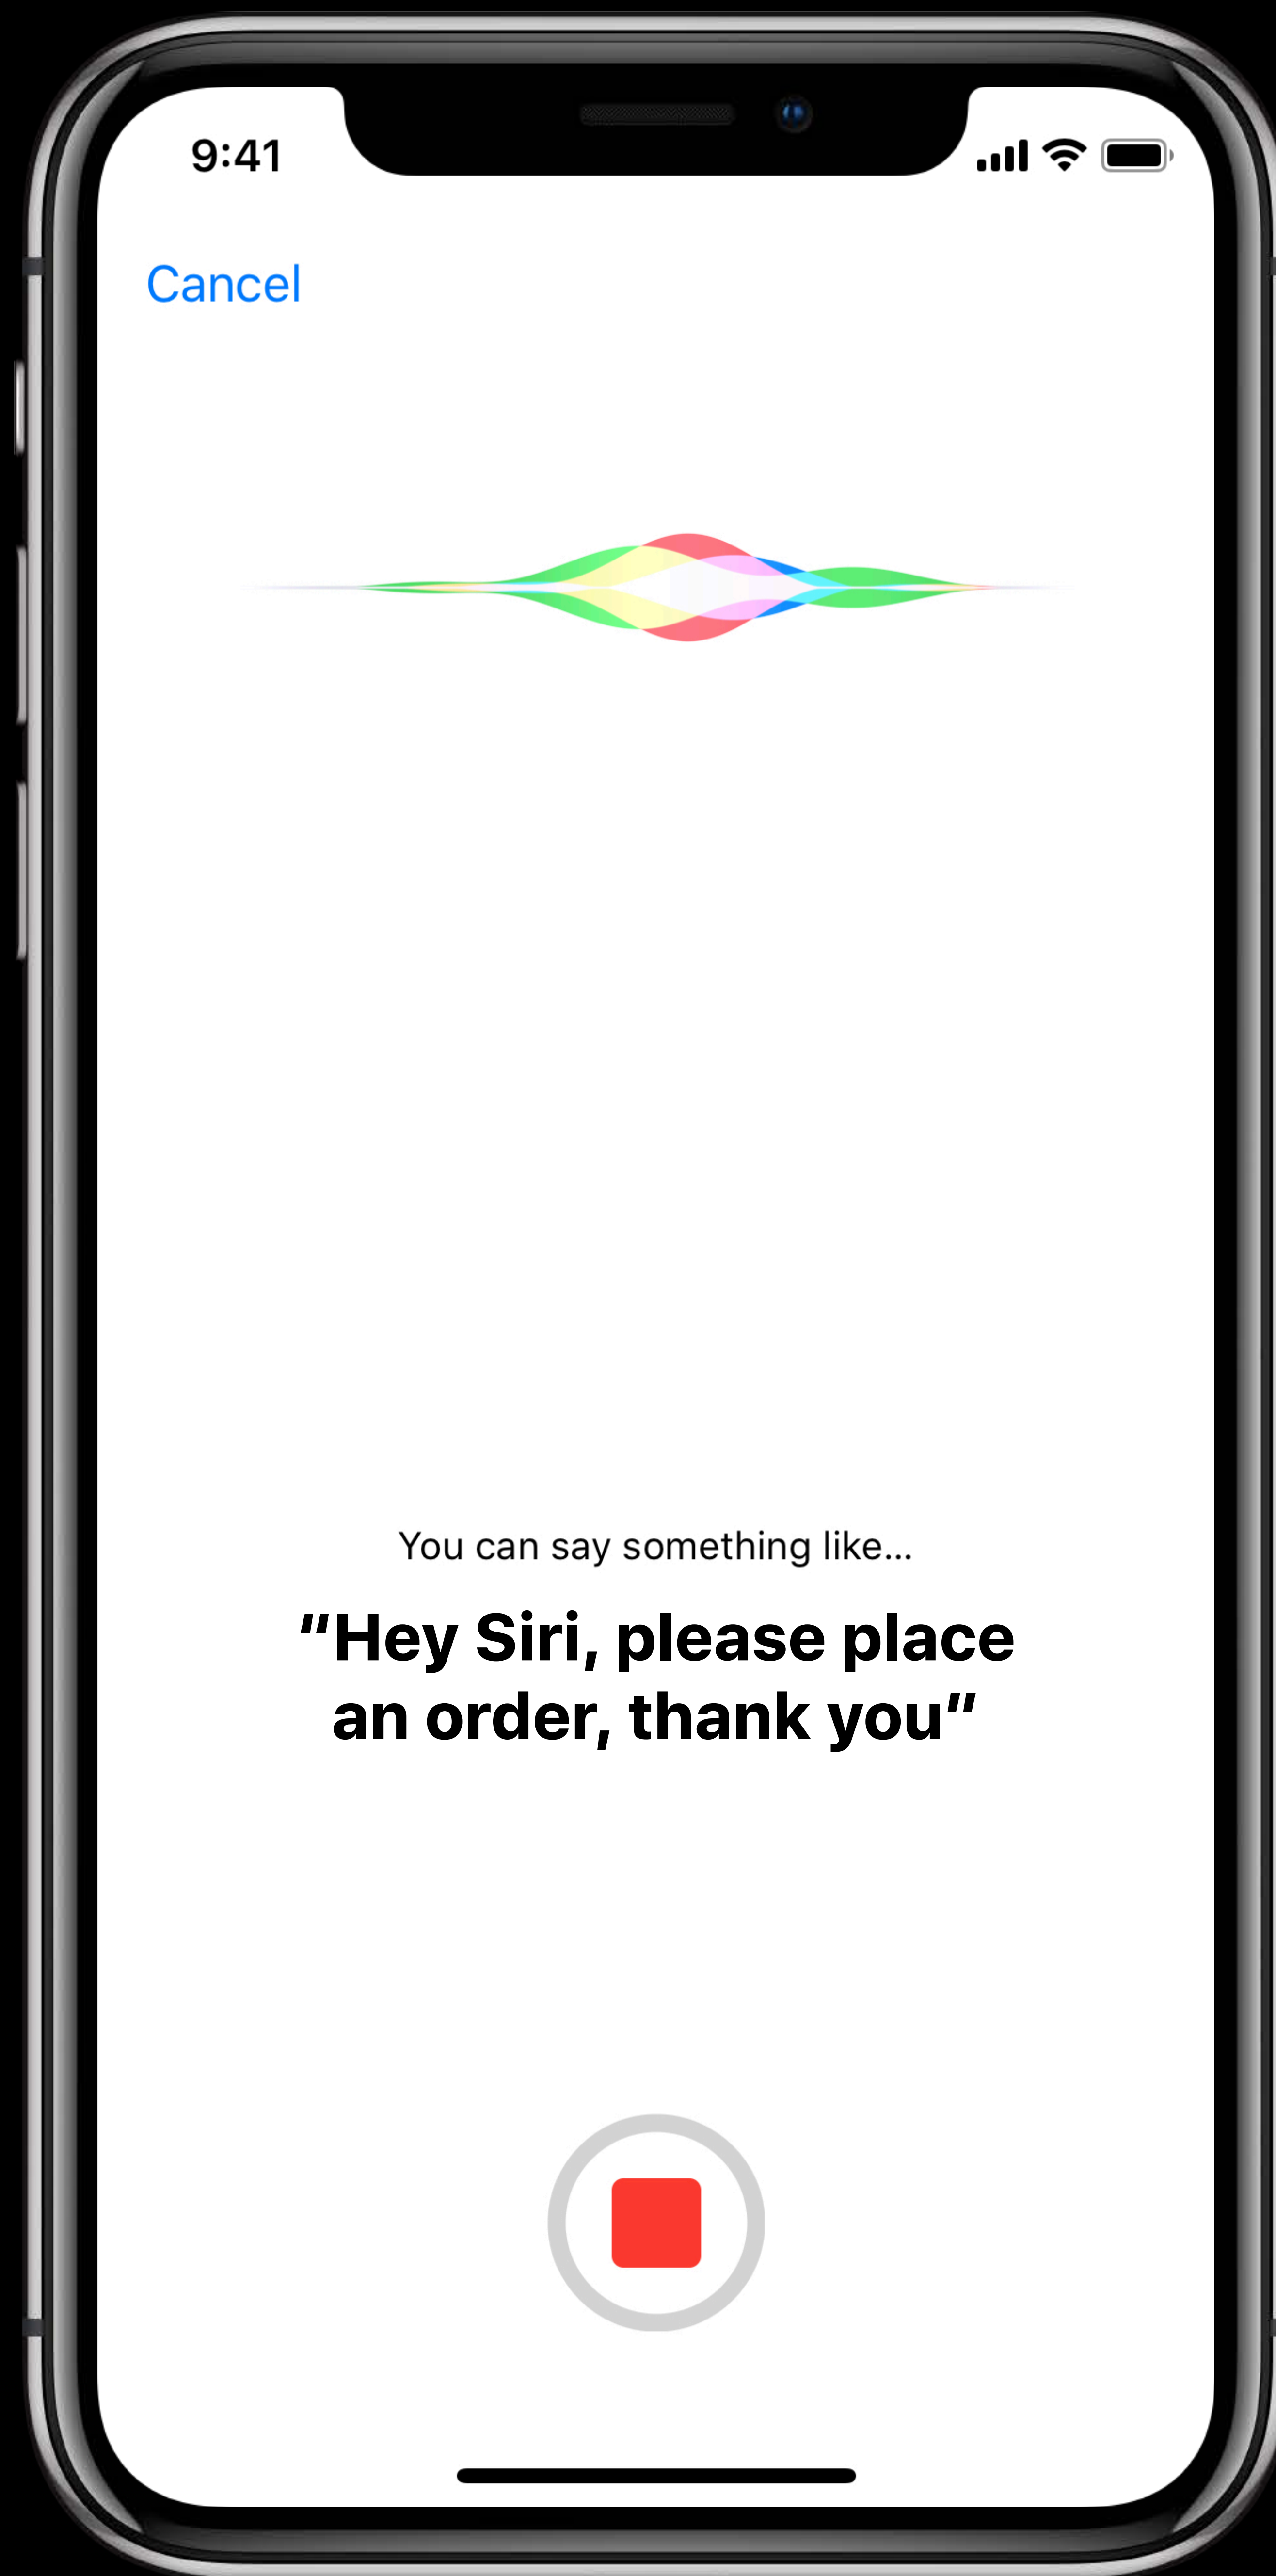 9:41
Cancel
You can say something like...
“Hey Siri, please place
an order, thank you”